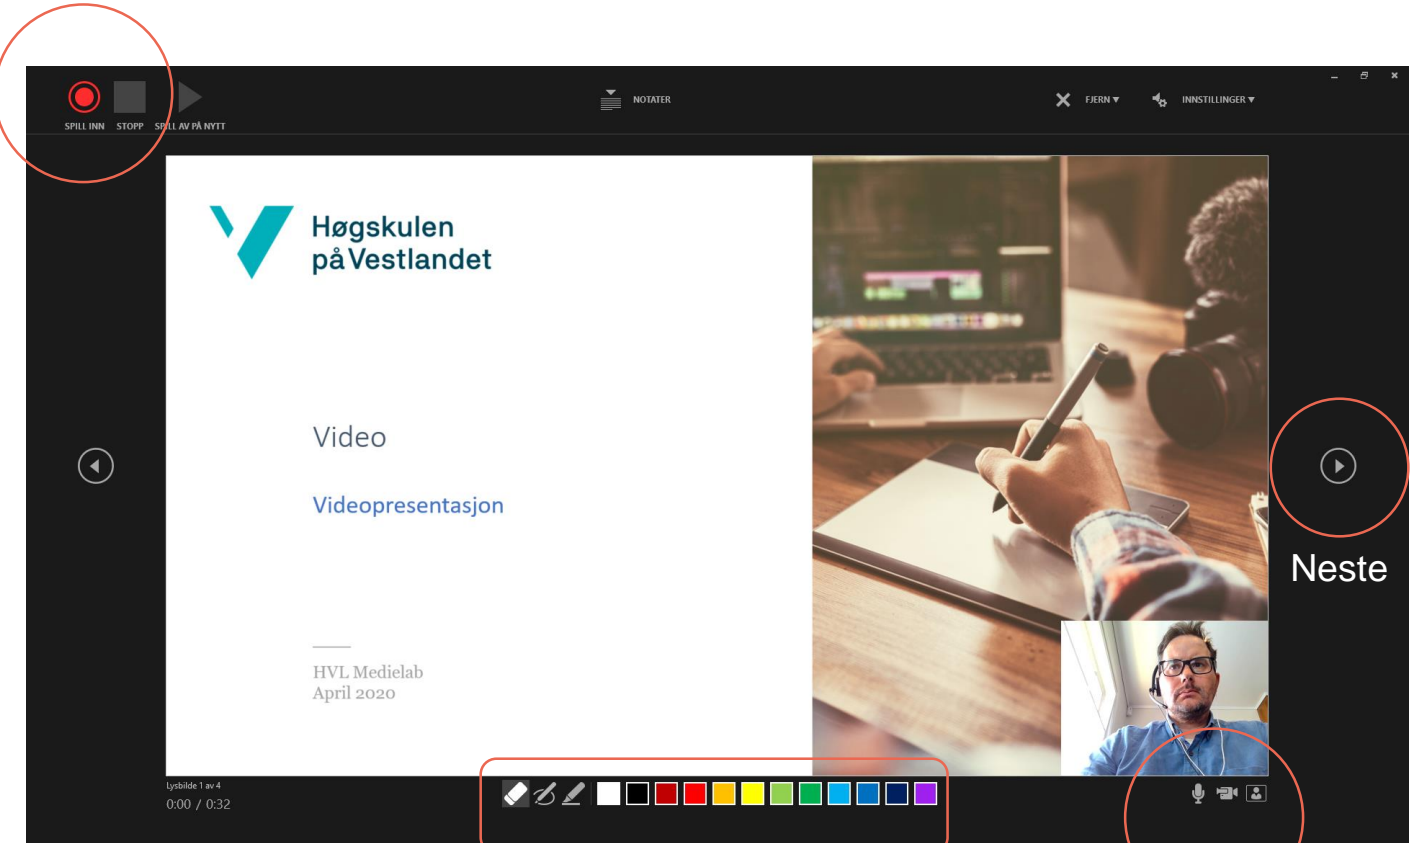 SPILL INN STOPP SPILL AV PÅ NYTT
NOTATER
FJERN
INNSTILLINGER
Høgskulen
på Vestlandet
Video
Videopresentasjon
Neste
HVL Medielab
April 2020
Lysbilde 1 av 4
0:00 / 0:32